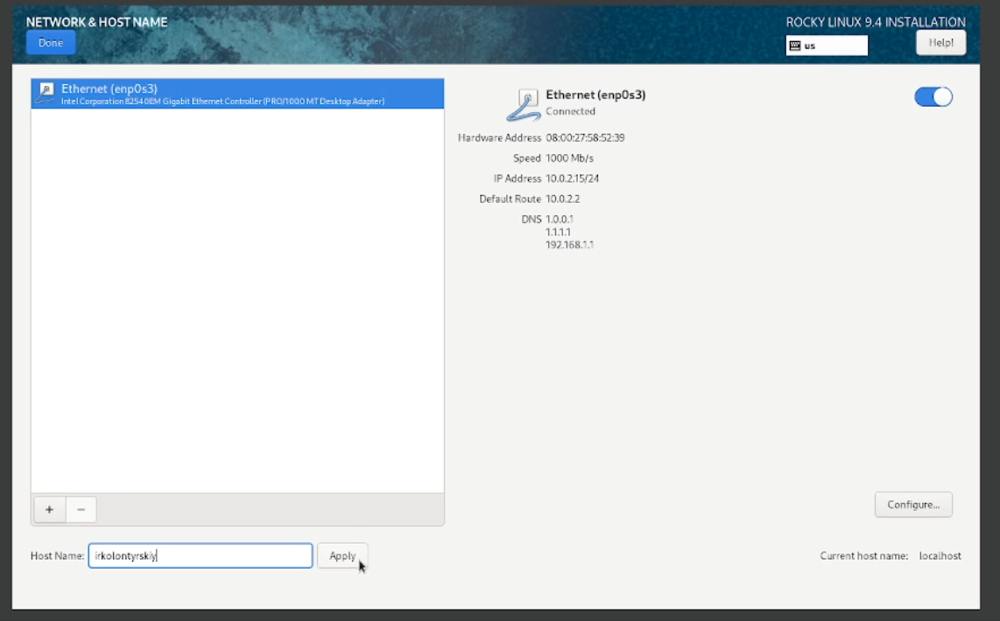 NETWORK & HOST NAME
Done
ROCKY LINUX 9.4 INSTALLATION
us
Help!
Ethernet (enp0s3)
Intel Corporation 82540EM Gigabit Ethernet Controller (PRO/1000 MT Desktop Adapter)
Ethernet (enp0s3)
Connected
Hardware Address 08:00:27:58:52:39
Speed 1000 Mb/s
IP Address 10.0.2.15/24
Default Route 10.0.2.2
DNS 1.0.0.1
1.1.1.1
192.168.1.1
+ −
Configure...
Host Name: irkolontyrskiy Apply
Current host name: localhost